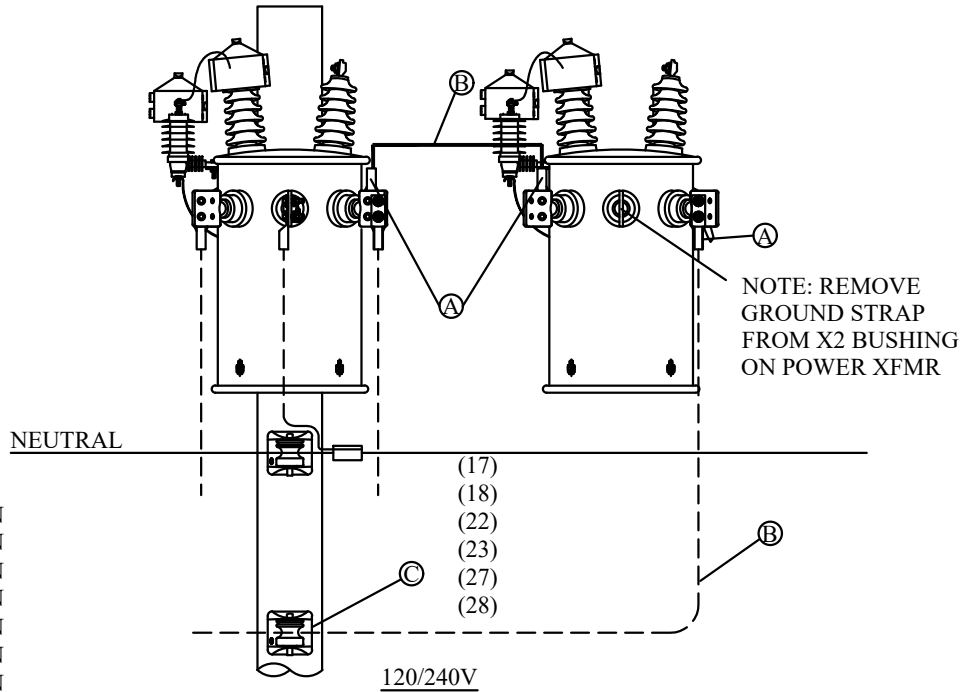 B
A
A
NOTE: REMOVE
GROUND STRAP
FROM X2 BUSHING
ON POWER XFMR
NEUTRAL
(17)
(18)
(22)
(23)
(27)
(28)
N
N
N
N
N
N
N
B
C
120/240V